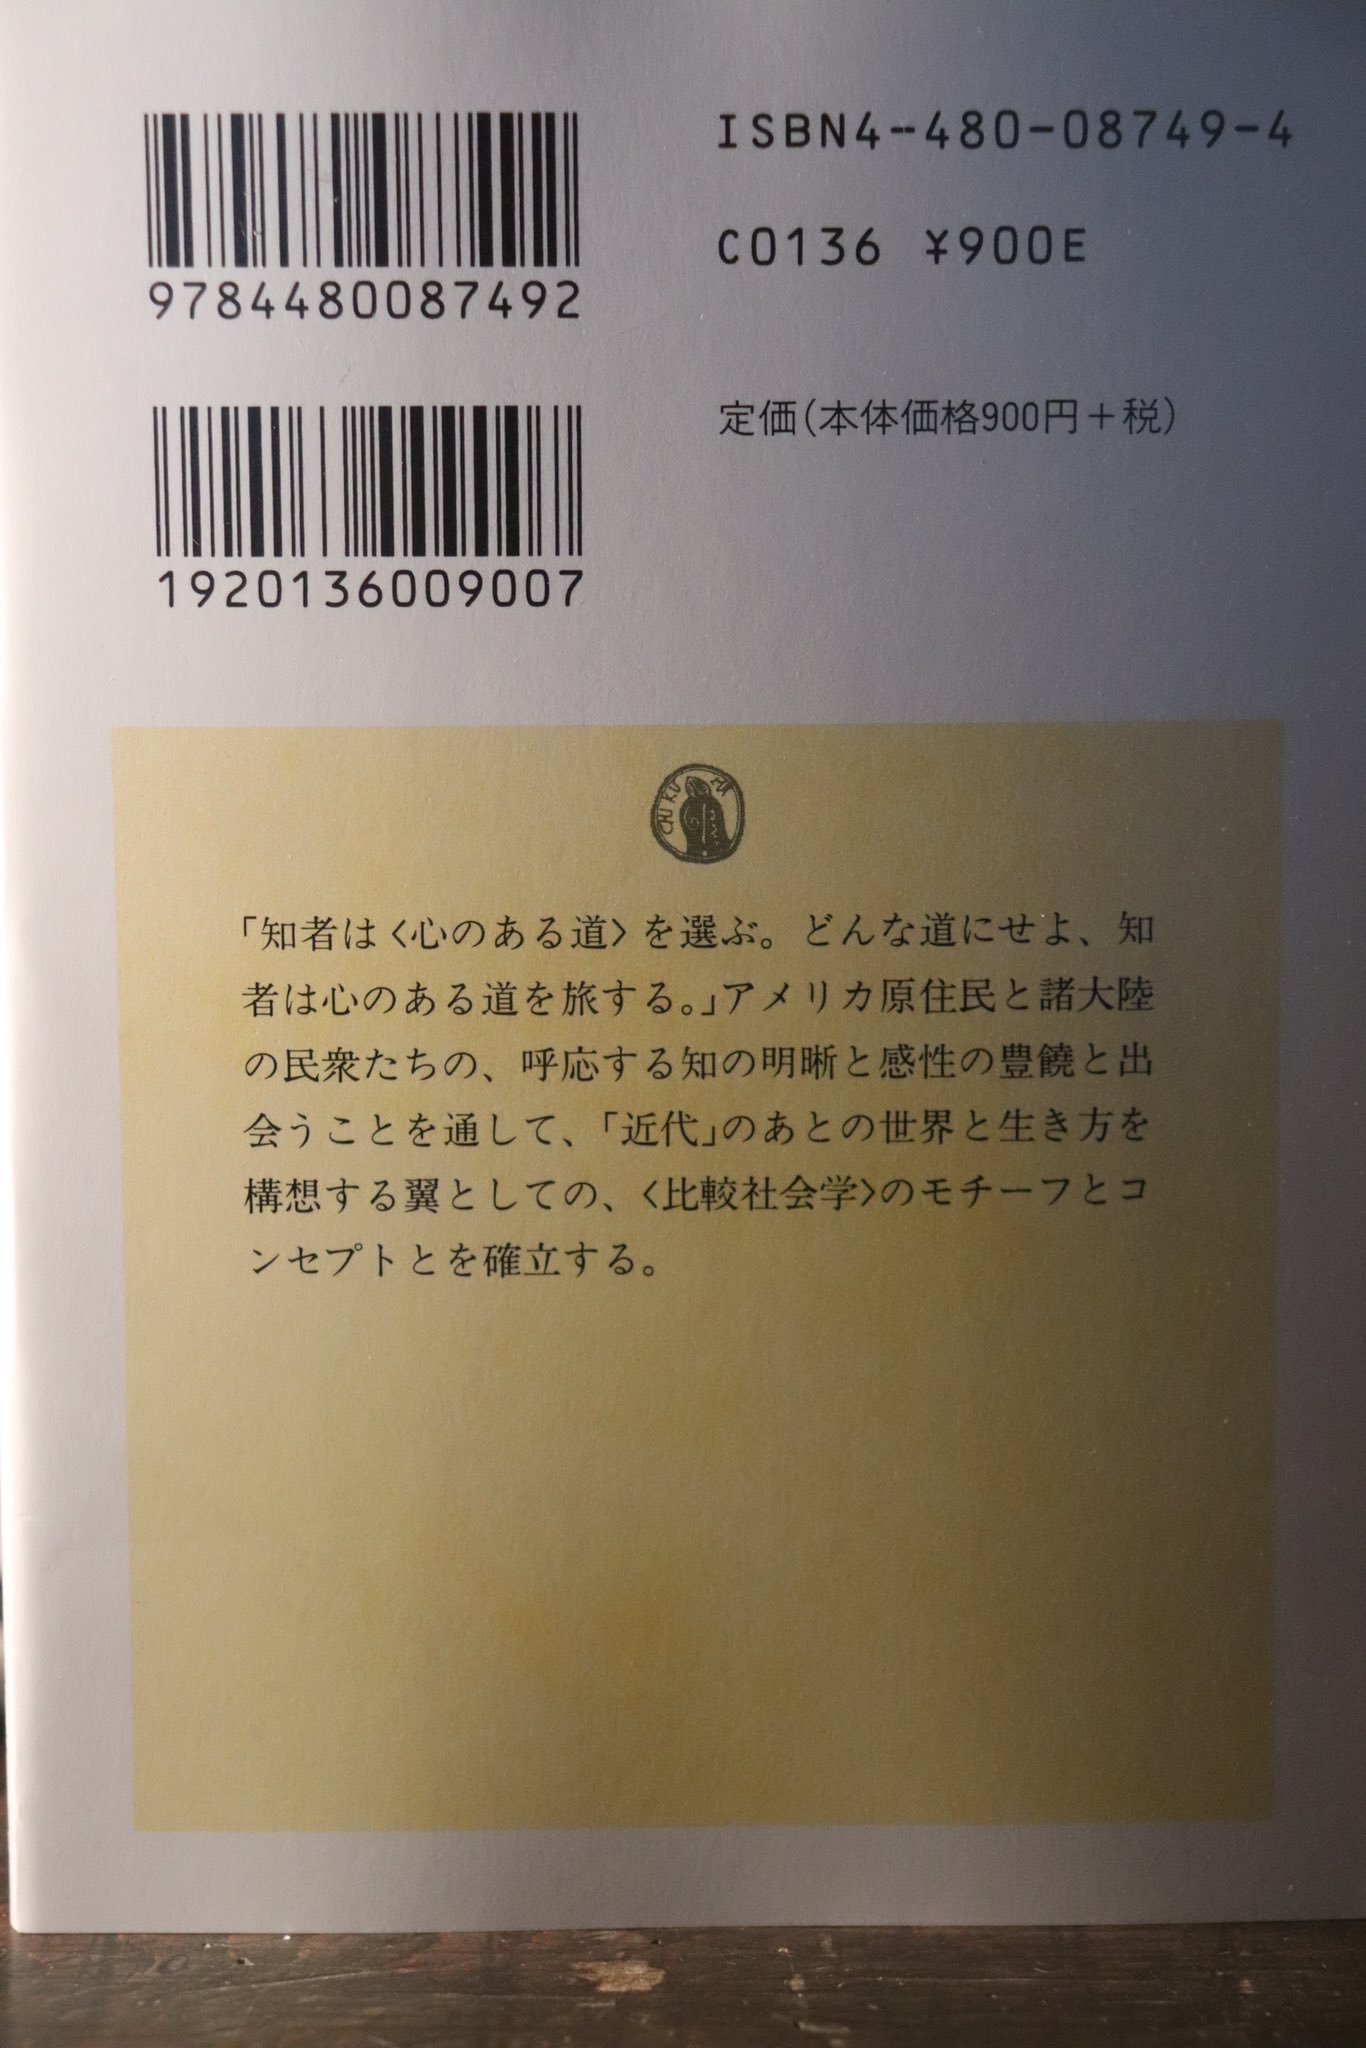 ISBN4-480-08749-4
C0136 ¥900E
9784480087492
定価(本体価格900円+税)
1920136009007
CHIKUMA
「知者は〈心のある道〉を選ぶ。どんな道にせよ、知
者は心のある道を旅する。」アメリカ原住民と諸大陸
の民衆たちの、呼応する知の明晰と感性の豊饒と出
会うことを通して、「近代」のあとの世界と生き方を
構想する翼としての、〈比較社会学〉のモチーフとコ
ンセプトとを確立する。